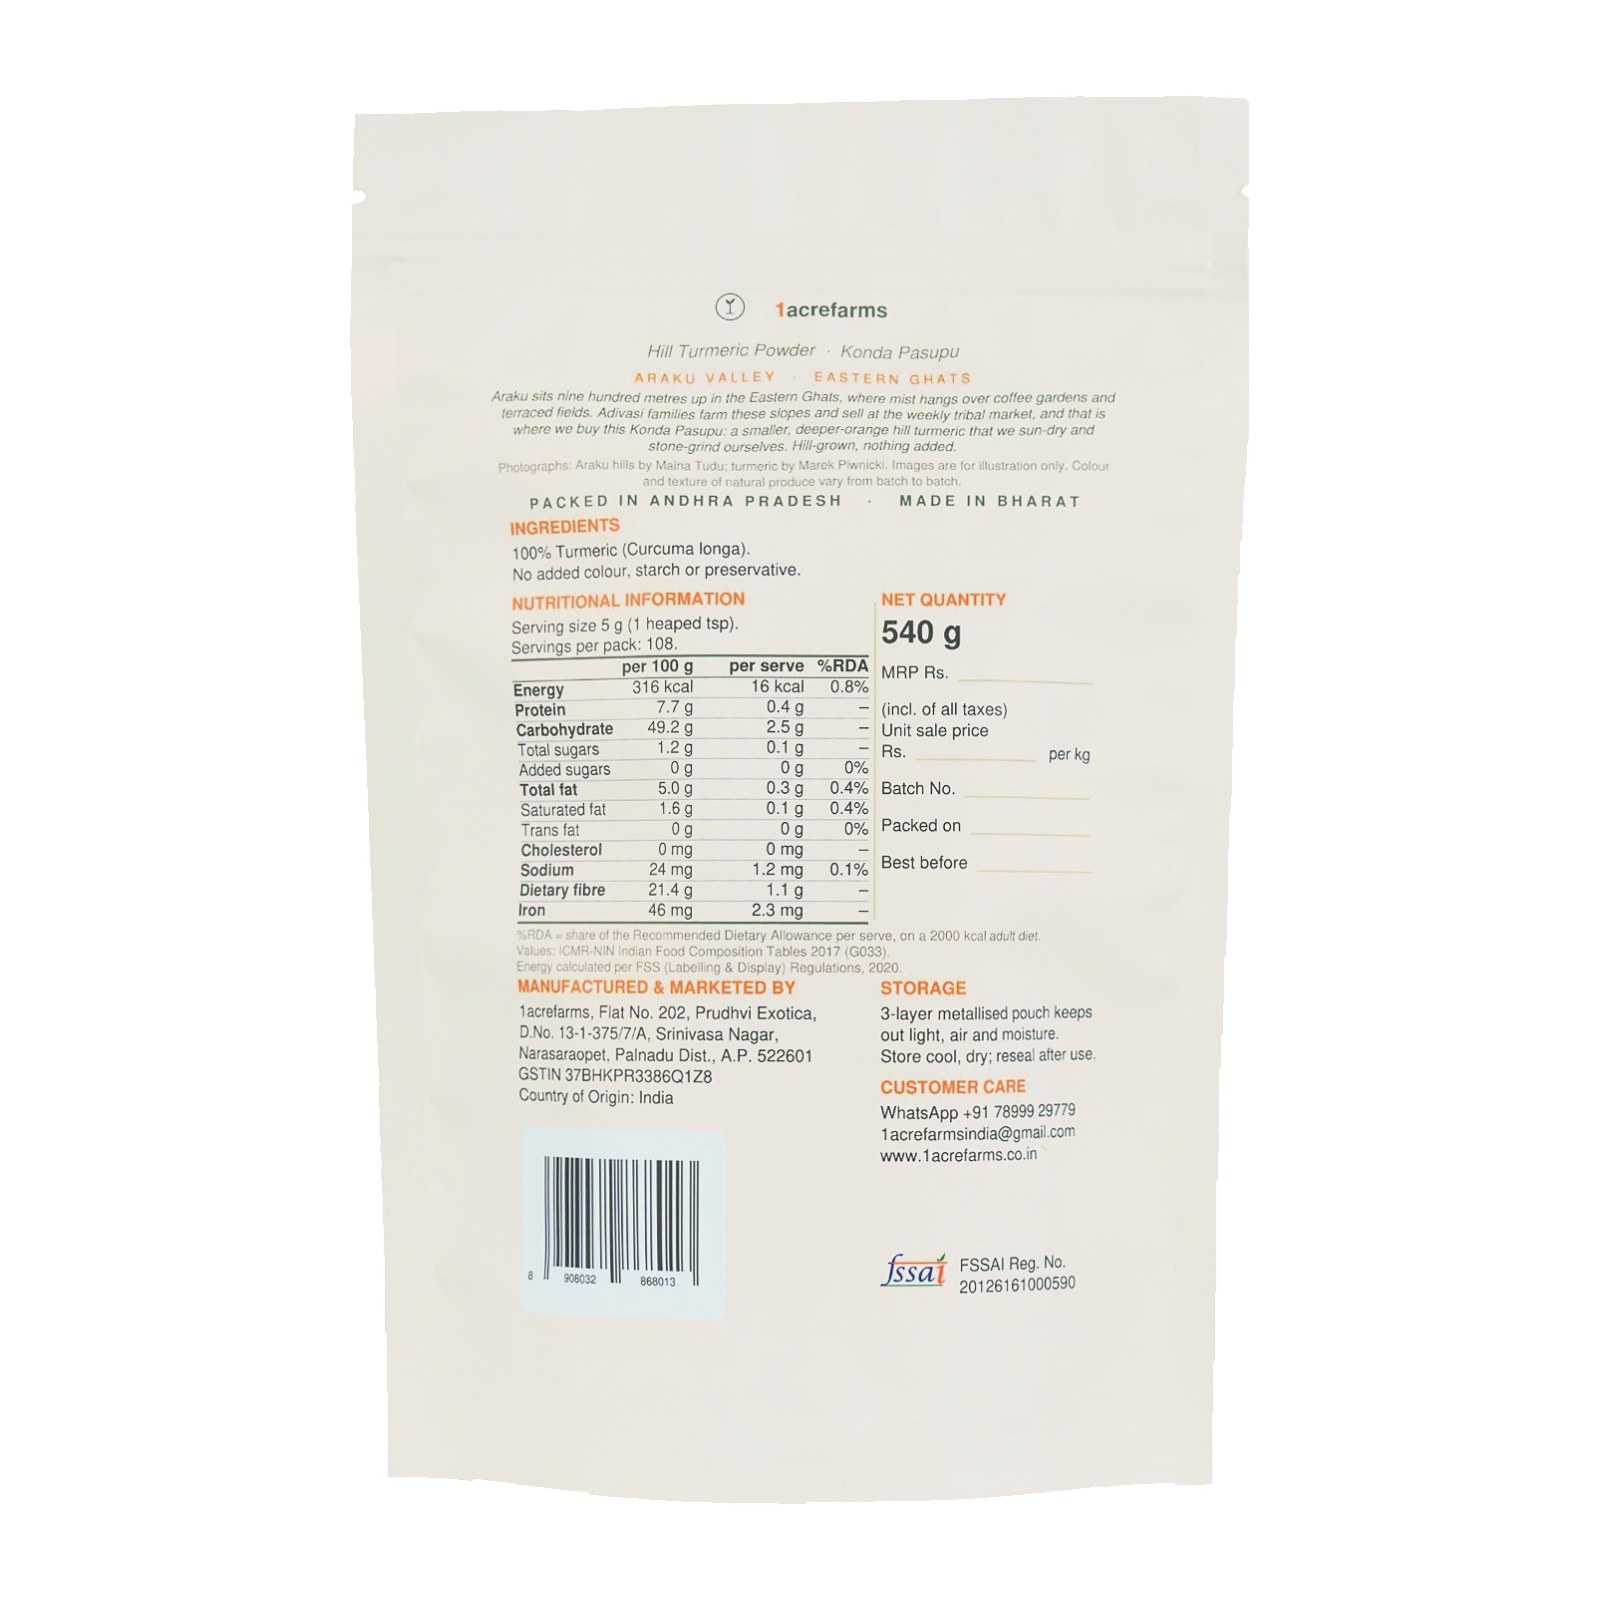 1acrefarms
Hill Turmeric Powder · Konda Pasupu
ARAKU VALLEY · EASTERN GHATS
Araku sits nine hundred metres up in the Eastern Ghats, where mist hangs over coffee gardens and
terraced fields. Adivasi families farm these slopes and sell at the weekly tribal market, and that is
where we buy this Konda Pasupu: a smaller, deeper-orange hill turmeric that we sun-dry and
stone-grind ourselves. Hill-grown, nothing added.
Photographs: Araku hills by Maina Tudu; turmeric by Marek Piwnicki. Images are for illustration only. Colour
and texture of natural produce vary from batch to batch.
PACKED IN ANDHRA PRADESH · MADE IN BHARAT
INGREDIENTS
100% Turmeric (Curcuma longa).
No added colour, starch or preservative.
NUTRITIONAL INFORMATION
Serving size 5 g (1 heaped tsp).
Servings per pack: 108.
per 100 g per serve %RDA
Energy 316 kcal 16 kcal 0.8%
Protein 7.7 g 0.4 g –
Carbohydrate 49.2 g 2.5 g –
Total sugars 1.2 g 0.1 g –
Added sugars 0 g 0 g 0%
Total fat 5.0 g 0.3 g 0.4%
Saturated fat 1.6 g 0.1 g 0.4%
Trans fat 0 g 0 g 0%
Cholesterol 0 mg 0 mg –
Sodium 24 mg 1.2 mg 0.1%
Dietary fibre 21.4 g 1.1 g –
Iron 46 mg 2.3 mg –
NET QUANTITY
540 g
MRP Rs.
(incl. of all taxes)
Unit sale price
Rs. per kg
Batch No.
Packed on
Best before
%RDA = share of the Recommended Dietary Allowance per serve, on a 2000 kcal adult diet.
Values: ICMR-NIN Indian Food Composition Tables 2017 (G033).
Energy calculated per FSS (Labelling & Display) Regulations, 2020.
MANUFACTURED & MARKETED BY
1acrefarms, Flat No. 202, Prudhvi Exotica,
D.No. 13-1-375/7/A, Srinivasa Nagar,
Narasaraopet, Palnadu Dist., A.P. 522601
GSTIN 37BHKPR3386Q1Z8
Country of Origin: India
STORAGE
3-layer metallised pouch keeps
out light, air and moisture.
Store cool, dry; reseal after use.
CUSTOMER CARE
WhatsApp +91 78999 29779
1acrefarmsindia@gmail.com
www.1acrefarms.co.in
8 908032 868013
fssai
FSSAI Reg. No.
20126161000590